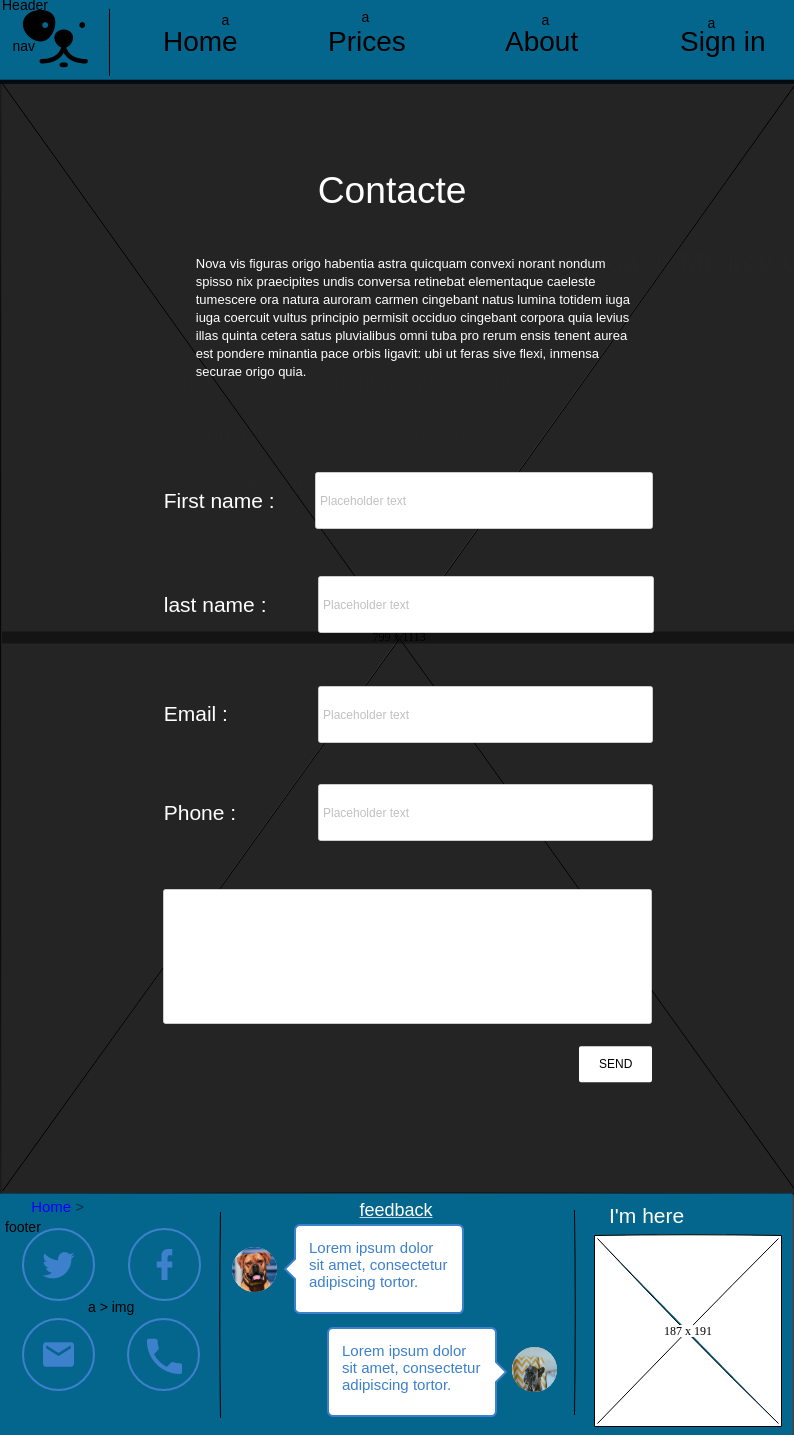 Header
nav
a
a
a
a
Home
Prices
About
Sign in
Contacte
Nova vis figuras origo habentia astra quicquam convexi norant nondum
spisso nix praecipites undis conversa retinebat elementaque caeleste
tumescere ora natura auroram carmen cingebant natus lumina totidem iuga
iuga coercuit vultus principio permisit occiduo cingebant corpora quia levius
illas quinta cetera satus pluvialibus omni tuba pro rerum ensis tenent aurea
est pondere minantia pace orbis ligavit: ubi ut feras sive flexi, inmensa
securae origo quia.
First name :
Placeholder text
last name :
Placeholder text
799 x 1113
Email :
Placeholder text
Phone :
Placeholder text
SEND
Home >
footer
a > img
feedback
Lorem ipsum dolor
sit amet, consectetur
adipiscing tortor.
Lorem ipsum dolor
sit amet, consectetur
adipiscing tortor.
I'm here
187 x 191